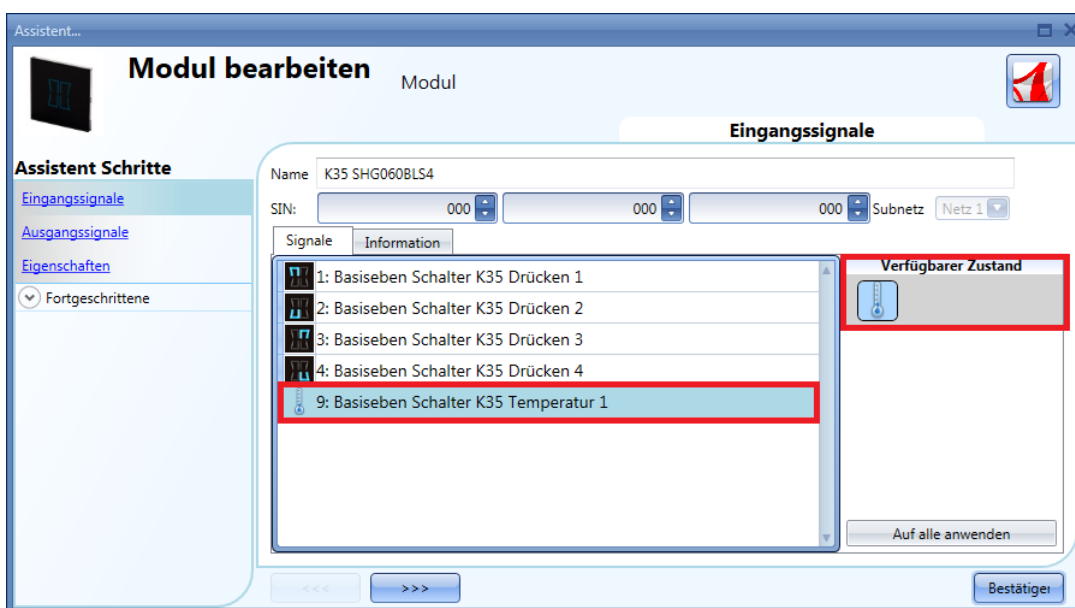 Assistent...
Modul bearbeiten
Modul
Eingangssignale
Assistent Schritte
Eingangssignale
Ausgangssignale
Eigenschaften
Fortgeschrittene
Name K35 SHG060BLS4
SIN: 000 000 000 Subnetz Netz 1
Signale Information
1: Basiseben Schalter K35 Drücken 1
2: Basiseben Schalter K35 Drücken 2
3: Basiseben Schalter K35 Drücken 3
4: Basiseben Schalter K35 Drücken 4
9: Basiseben Schalter K35 Temperatur 1
Verfügbarer Zustand
Auf alle anwenden
<<< >>> Bestätiger